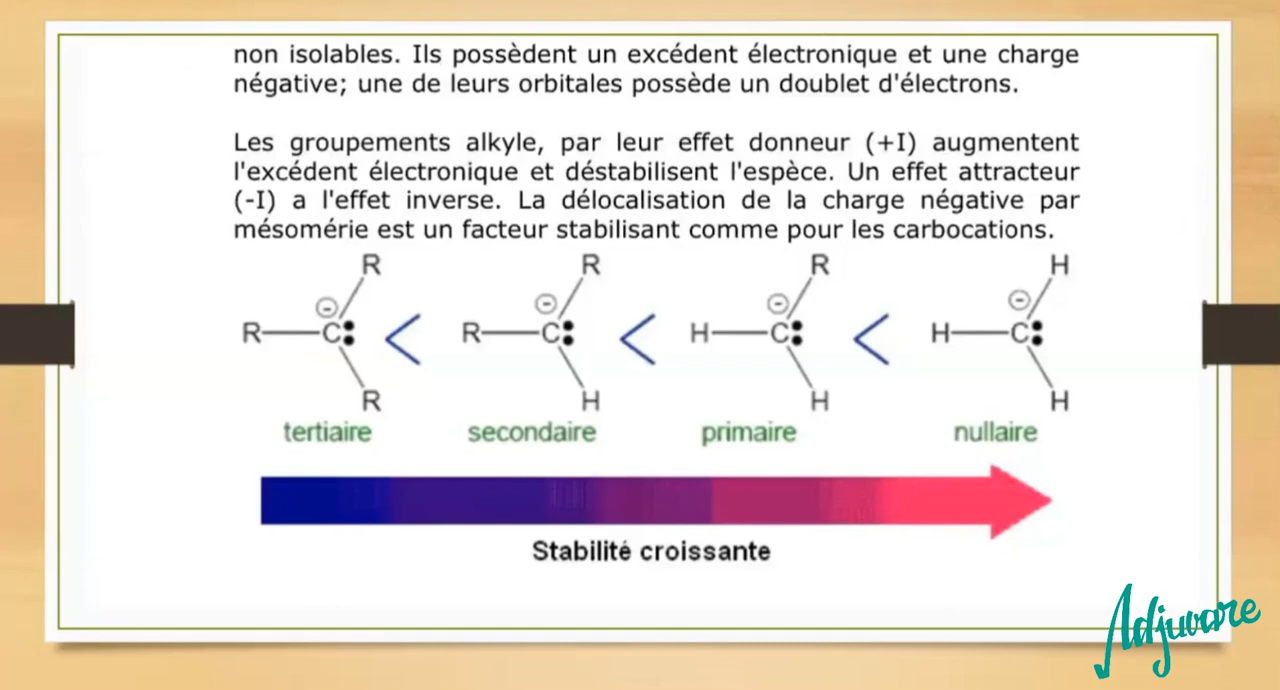 non isolables. Ils possèdent un excédent électronique et une charge
négative; une de leurs orbitales possède un doublet d'électrons.
Les groupements alkyle, par leur effet donneur (+I) augmentent
l'excédent électronique et déstabilisent l'espèce. Un effet attracteur
(-I) a l'effet inverse. La délocalisation de la charge négative par
mésomérie est un facteur stabilisant comme pour les carbocations.
R R R H
⊖ ⊖ ⊖ ⊖
R—C: < R—C: < H—C: < H—C:
R H H H
tertiaire secondaire primaire nullaire
Stabilité croissante
Adjuvare